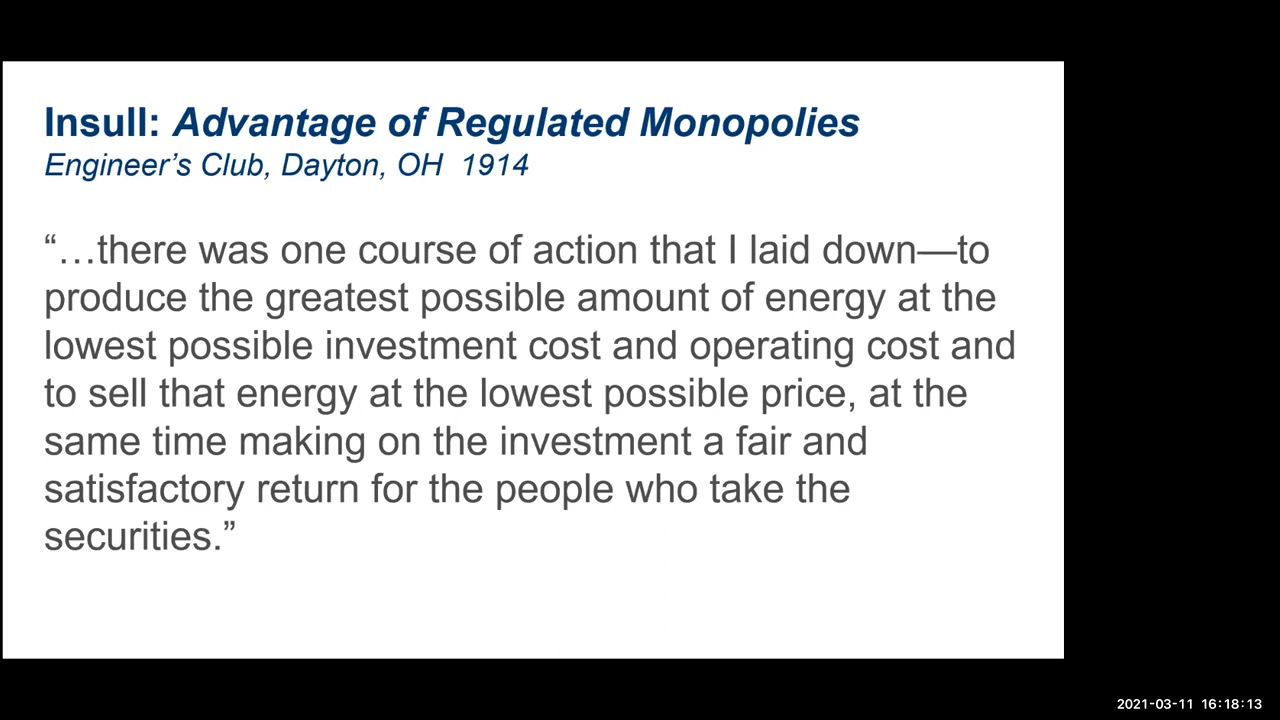 Insull: Advantage of Regulated Monopolies
Engineer’s Club, Dayton, OH  1914
“…there was one course of action that I laid down—to
produce the greatest possible amount of energy at the
lowest possible investment cost and operating cost and
to sell that energy at the lowest possible price, at the
same time making on the investment a fair and
satisfactory return for the people who take the
securities.”
2021-03-11 16:18:13